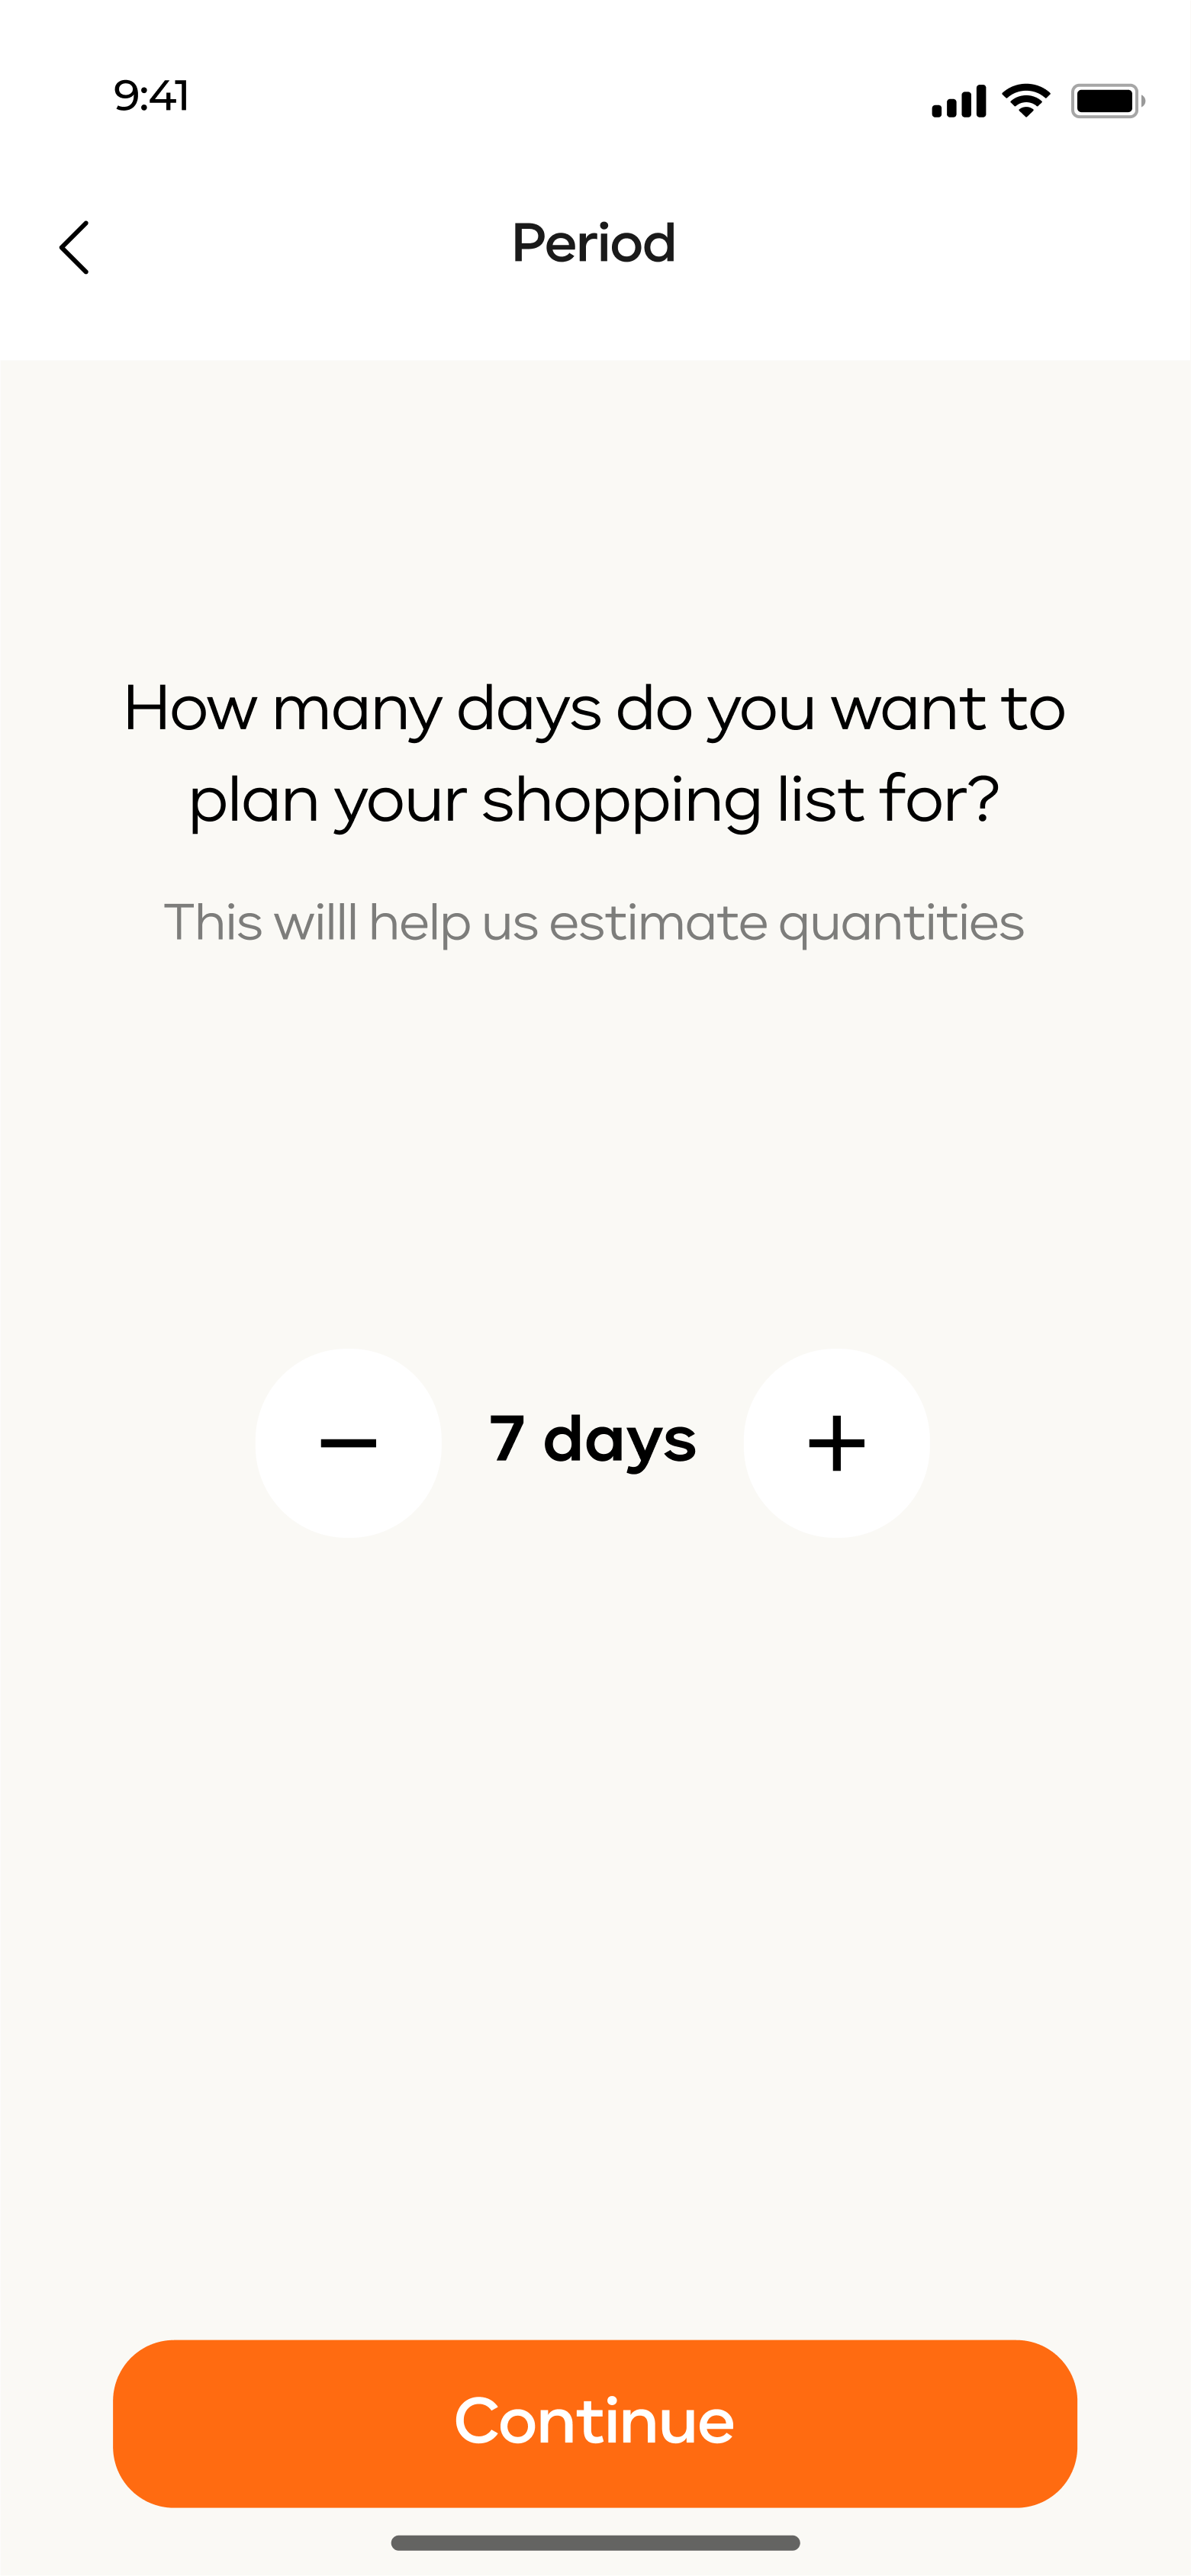 9:41
Period
How many days do you want to
plan your shopping list for?
This willl help us estimate quantities
7 days
Continue